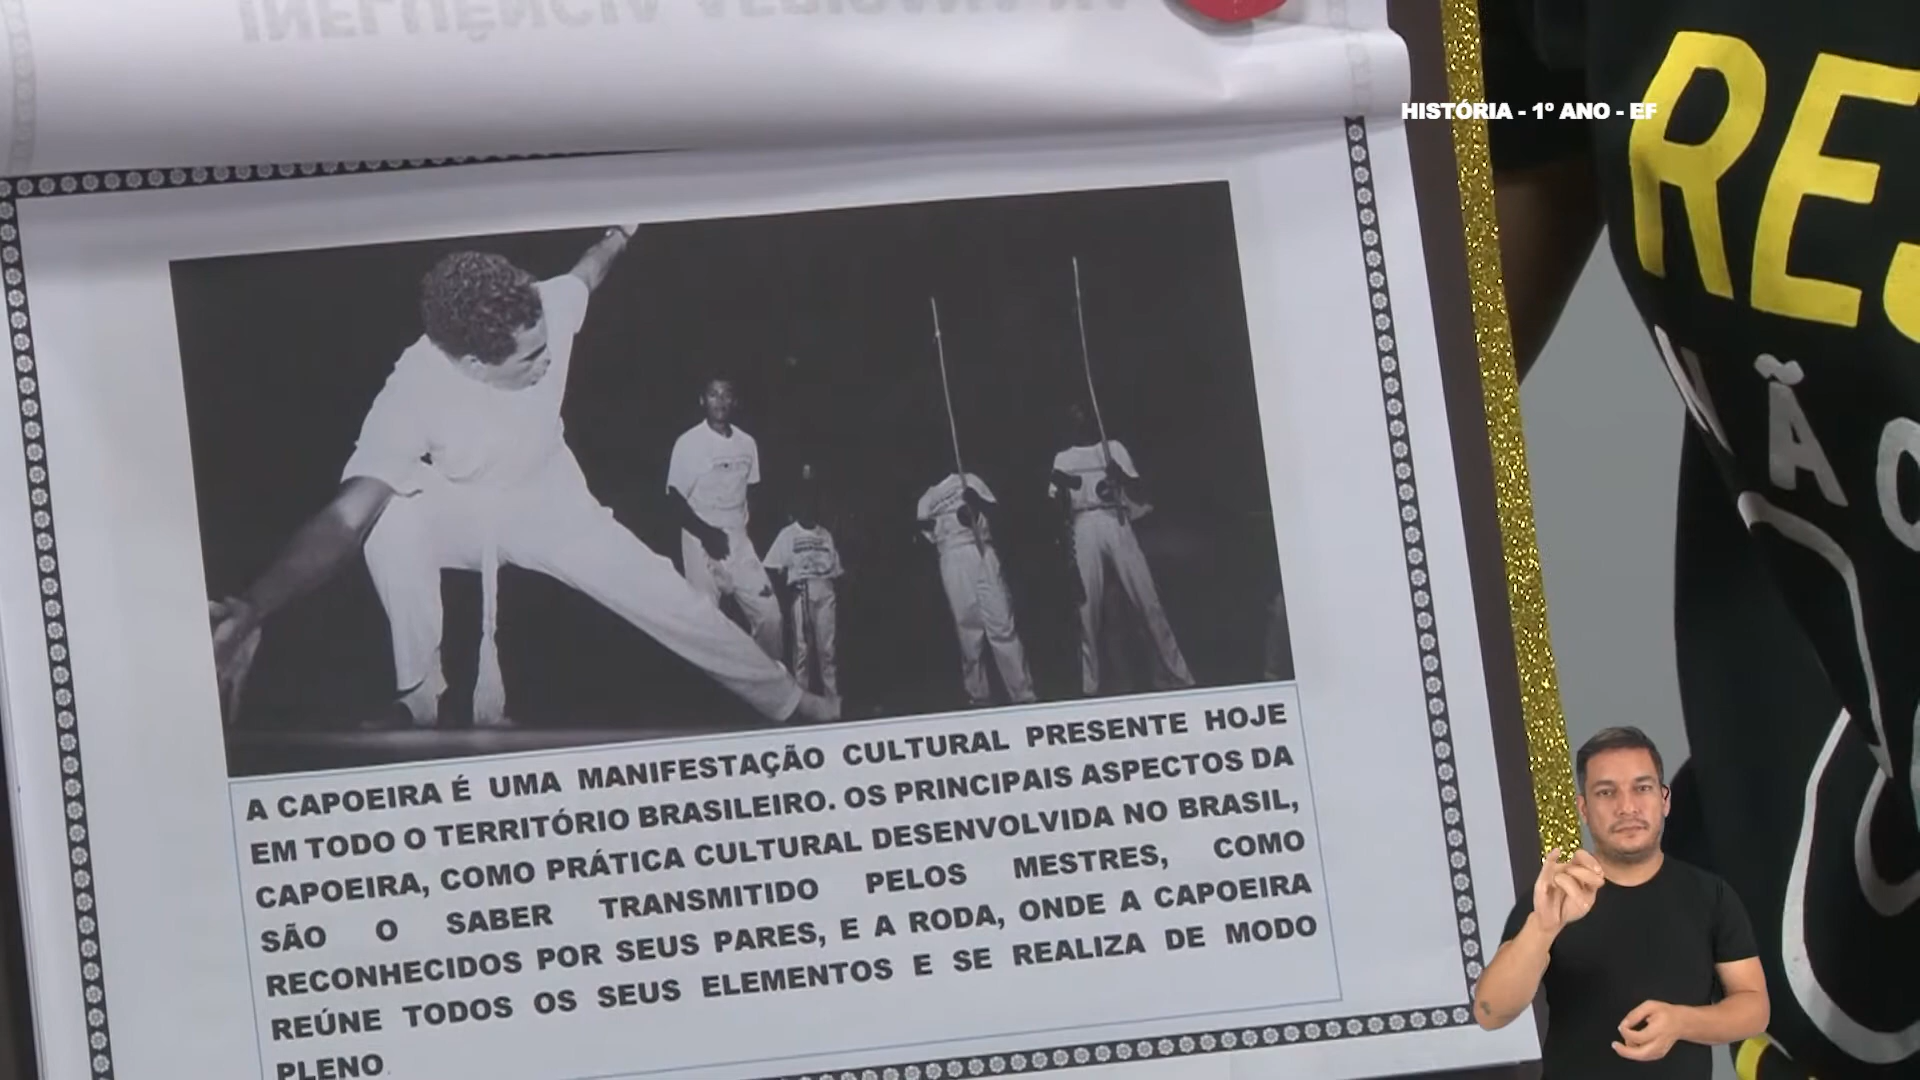 HISTÓRIA - 1º ANO - EF
A CAPOEIRA É UMA MANIFESTAÇÃO CULTURAL PRESENTE HOJE
EM TODO O TERRITÓRIO BRASILEIRO. OS PRINCIPAIS ASPECTOS DA
CAPOEIRA, COMO PRÁTICA CULTURAL DESENVOLVIDA NO BRASIL,
SÃO O SABER TRANSMITIDO PELOS MESTRES, COMO
RECONHECIDOS POR SEUS PARES, E A RODA, ONDE A CAPOEIRA
REÚNE TODOS OS SEUS ELEMENTOS E SE REALIZA DE MODO
PLENO.